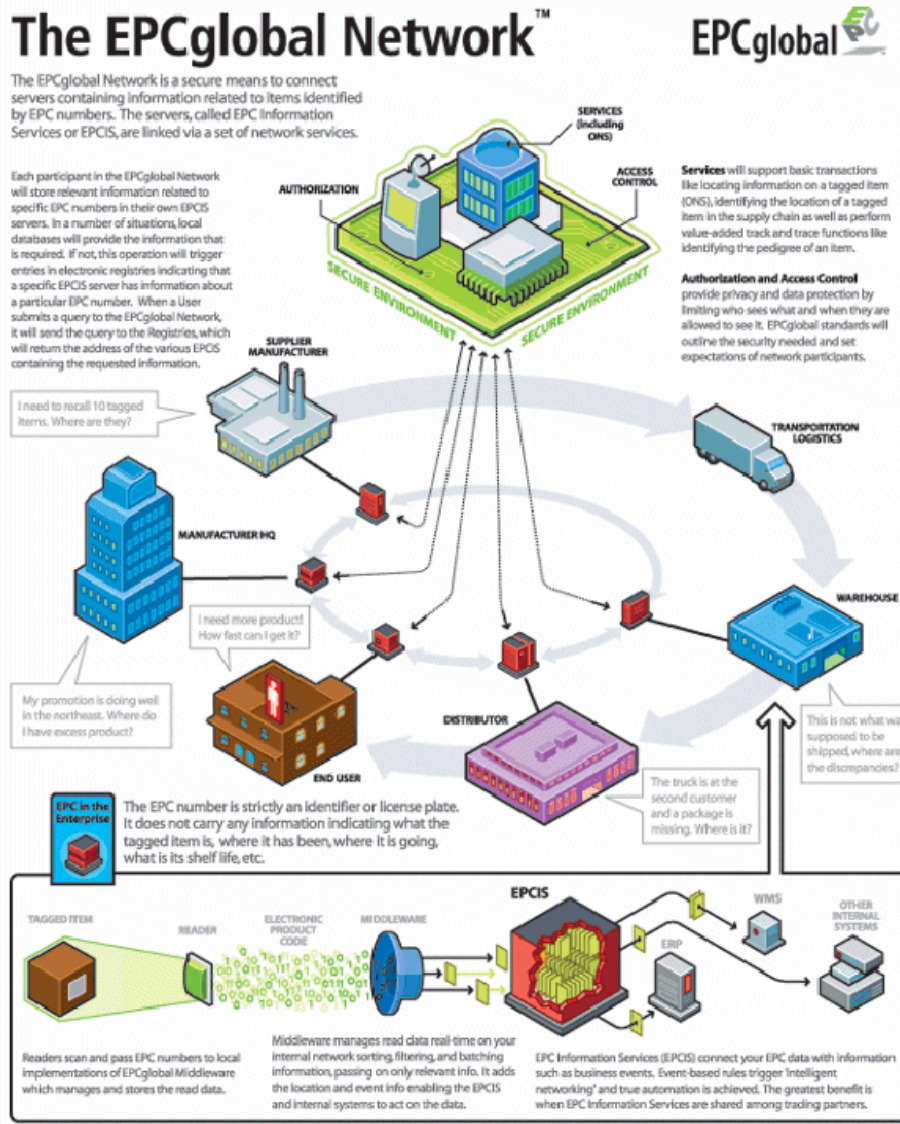 The EPCglobal Network™
EPCglobal
The EPCglobal Network is a secure means to connect
servers containing information related to items identified
by EPC numbers. The servers, called EPC Information
Services or EPCIS, are linked via a set of network services.
SERVICES
(including
ONS)
AUTHORIZATION
ACCESS
CONTROL
SECURE ENVIRONMENT
SECURE ENVIRONMENT
Each participant in the EPCglobal Network
will store relevant information related to
specific EPC numbers in their own EPCIS
servers. In a number of situations, local
databases will provide the information that
is required. If not, this operation will trigger
entries in electronic registries indicating that
a specific EPCIS server has information about
a particular EPC number. When a User
submits a query to the EPCglobal Network,
it will send the query to the Registries, which
will return the address of the various EPCIS
containing the requested information.
Services will support basic transactions
like locating information on a tagged item
(ONS), identifying the location of a tagged
item in the supply chain as well as perform
value-added track and trace functions like
identifying the pedigree of an item.
Authorization and Access Control
provide privacy and data protection by
limiting who sees what and when they are
allowed to see it. EPCglobal standards will
outline the security needed and set
expectations of network participants.
SUPPLIER
MANUFACTURER
I need to recall 10 tagged
items. Where are they?
TRANSPORTATION
LOGISTICS
MANUFACTURER HQ
WAREHOUSE
I need more product!
How fast can I get it?
My promotion is doing well
in the northeast. Where do
I have excess product?
This is not what wa
supposed to be
shipped, where are
the discrepancies?
DISTRIBUTOR
END USER
The truck is at the
second customer
and a package is
missing. Where is it?
EPC in the
Enterprise
The EPC number is strictly an identifier or license plate.
It does not carry any information indicating what the
tagged item is, where it has been, where it is going,
what is its shelf life, etc.
TAGGED ITEM
READER
ELECTRONIC
PRODUCT
CODE
MIDDLEWARE
EPCIS
ERP
WMS
OTHER
INTERNAL
SYSTEMS
Readers scan and pass EPC numbers to local
implementations of EPCglobal Middleware
which manages and stores the read data.
Middleware manages read data real-time on your
internal network sorting, filtering, and batching
information, passing on only relevant info. It adds
the location and event info enabling the EPCIS
and internal systems to act on the data.
EPC Information Services (EPCIS) connect your EPC data with information
such as business events. Event-based rules trigger "intelligent
networking" and true automation is achieved. The greatest benefit is
when EPC Information Services are shared among trading partners.